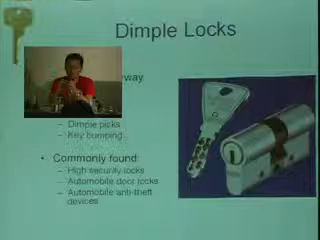 Dimple Locks
way
– Dimple picks
– Key bumping
• Commonly found:
– High security locks
– Automobile door locks
– Automobile anti-theft
devices